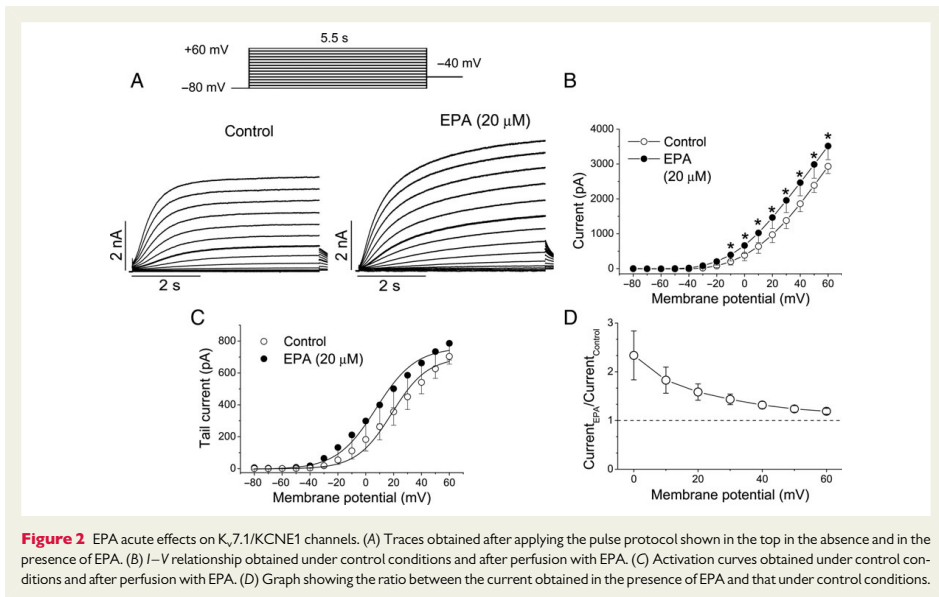 5.5 s
+60 mV
−40 mV
−80 mV
A
Control
EPA (20 μM)
2 nA
2 s
2 nA
2 s
B
Control
EPA
(20 μM)
* * * * * * * *
Current (pA)
4000
3000
2000
1000
0
−80 −60 −40 −20 0 20 40 60
Membrane potential (mV)
C
Control
EPA (20 μM)
Tail current (pA)
800
600
400
200
0
−80 −60 −40 −20 0 20 40 60
Membrane potential (mV)
D
Current_EPA/Current_Control
3
2
1
0
0 20 40 60
Membrane potential (mV)
Figure 2 EPA acute effects on Kv7.1/KCNE1 channels. (A) Traces obtained after applying the pulse protocol shown in the top in the absence and in the
presence of EPA. (B) I–V relationship obtained under control conditions and after perfusion with EPA. (C) Activation curves obtained under control con-
ditions and after perfusion with EPA. (D) Graph showing the ratio between the current obtained in the presence of EPA and that under control conditions.